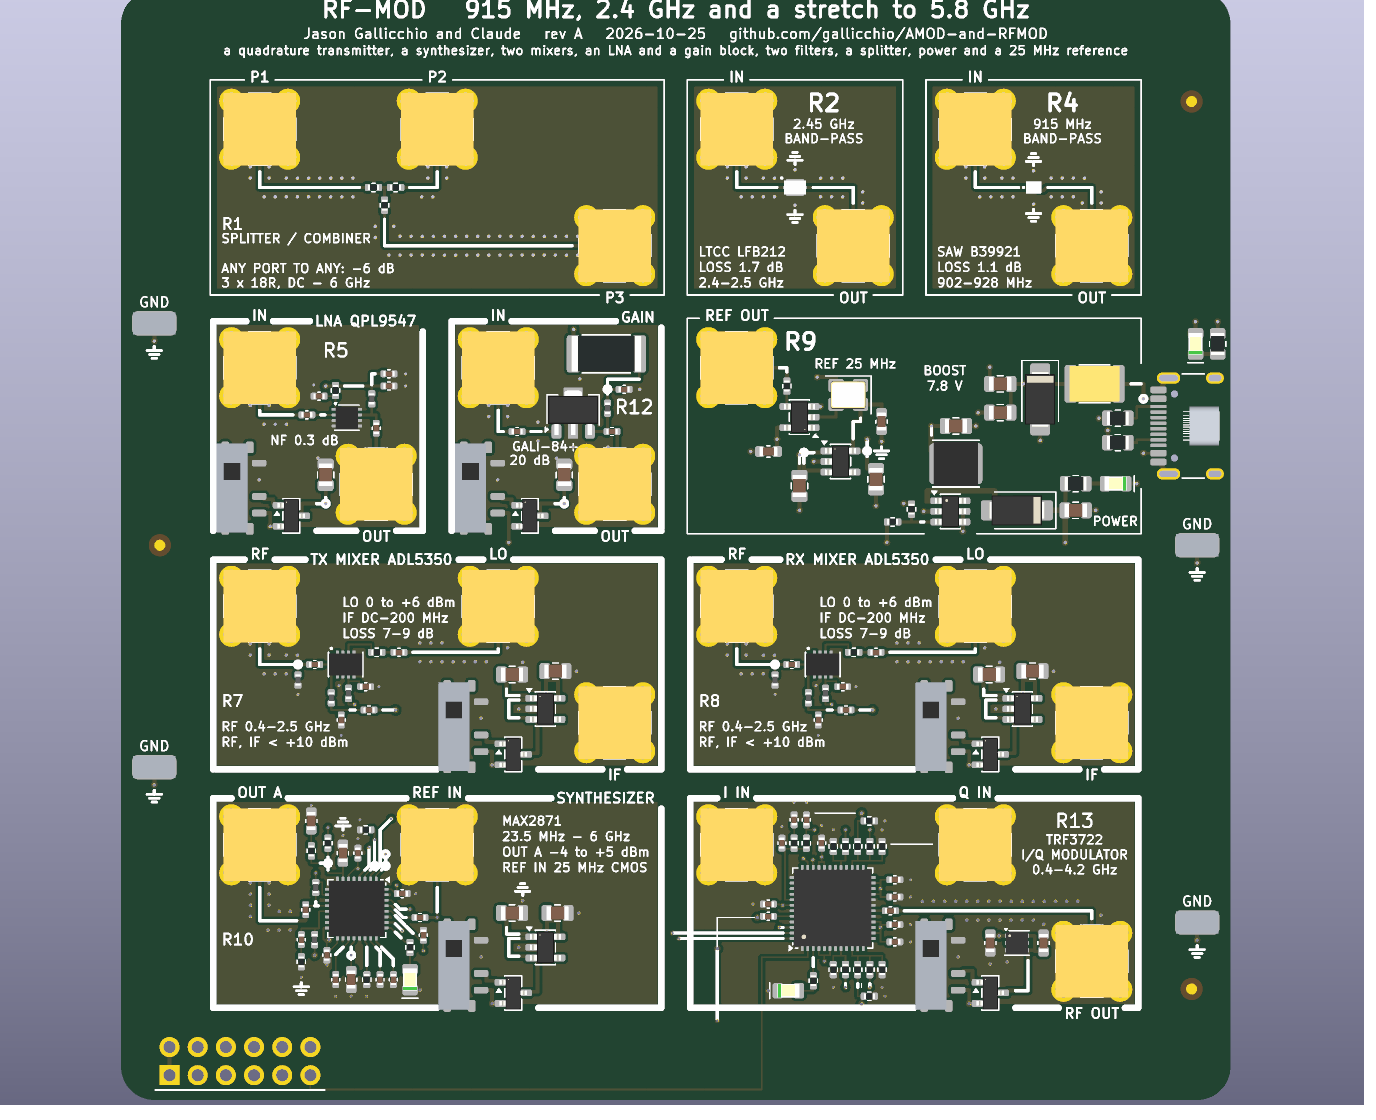 RF-MOD 915 MHz, 2.4 GHz and a stretch to 5.8 GHz
Jason Gallicchio and Claude rev A 2026-10-25 github.com/gallicchio/AMOD-and-RFMOD
a quadrature transmitter, a synthesizer, two mixers, an LNA and a gain block, two filters, a splitter, power and a 25 MHz reference
P1
P2
R1
SPLITTER / COMBINER
ANY PORT TO ANY: -6 dB
3 x 18R, DC - 6 GHz
P3
IN
R2
2.45 GHz
BAND-PASS
LTCC LFB212
LOSS 1.7 dB
2.4-2.5 GHz
OUT
IN
R4
915 MHz
BAND-PASS
SAW B39921
LOSS 1.1 dB
902-928 MHz
OUT
GND
IN
LNA QPL9547
R5
NF 0.3 dB
OUT
IN
GAIN
R12
GALI-84+
20 dB
OUT
REF OUT
R9
REF 25 MHz
BOOST
7.8 V
POWER
GND
RF
TX MIXER ADL5350
LO
LO 0 to +6 dBm
IF DC-200 MHz
LOSS 7-9 dB
R7
RF 0.4-2.5 GHz
RF, IF < +10 dBm
IF
RF
RX MIXER ADL5350
LO
LO 0 to +6 dBm
IF DC-200 MHz
LOSS 7-9 dB
R8
RF 0.4-2.5 GHz
RF, IF < +10 dBm
IF
GND
OUT A
REF IN
SYNTHESIZER
MAX2871
23.5 MHz - 6 GHz
OUT A -4 to +5 dBm
REF IN 25 MHz CMOS
R10
I IN
Q IN
R13
TRF3722
I/Q MODULATOR
0.4-4.2 GHz
RF OUT
GND